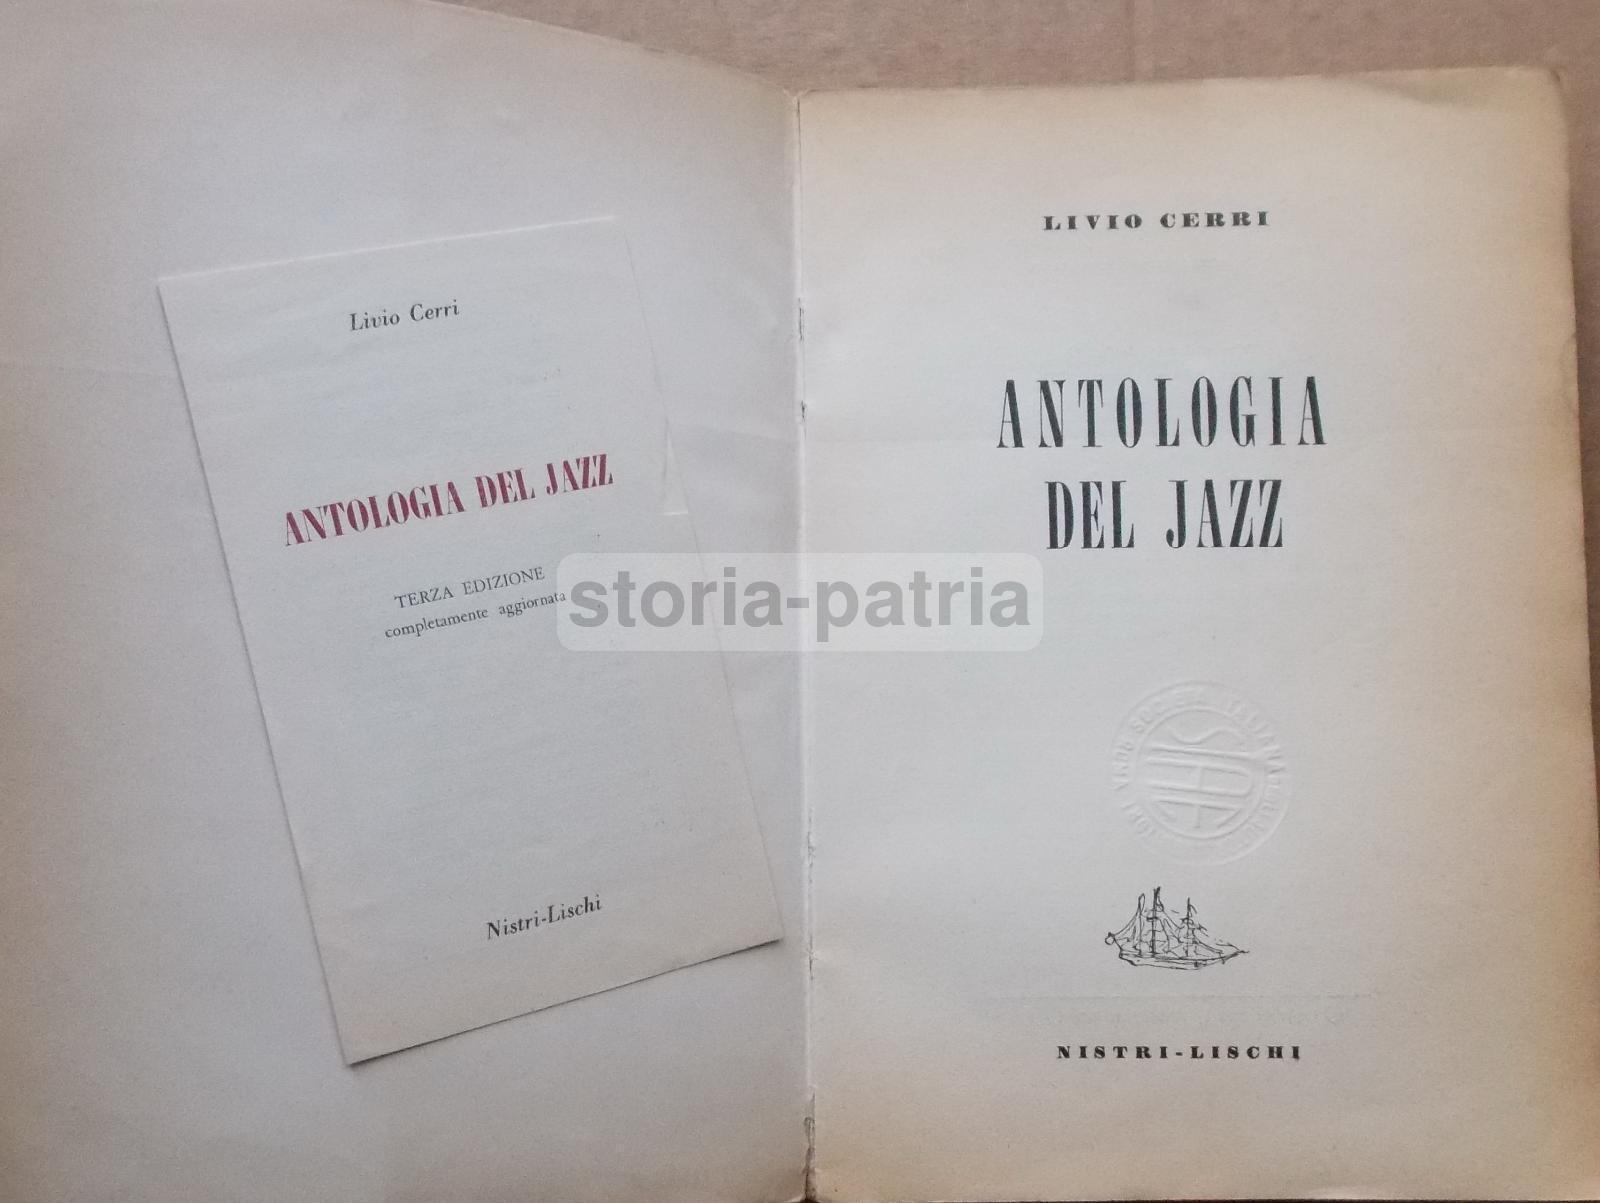 Livio Cerri
ANTOLOGIA DEL JAZZ
TERZA EDIZIONE
completamente aggiornata
Nistri-Lischi
LIVIO CERRI
ANTOLOGIA
DEL JAZZ
NISTRI-LISCHI
storia-patria